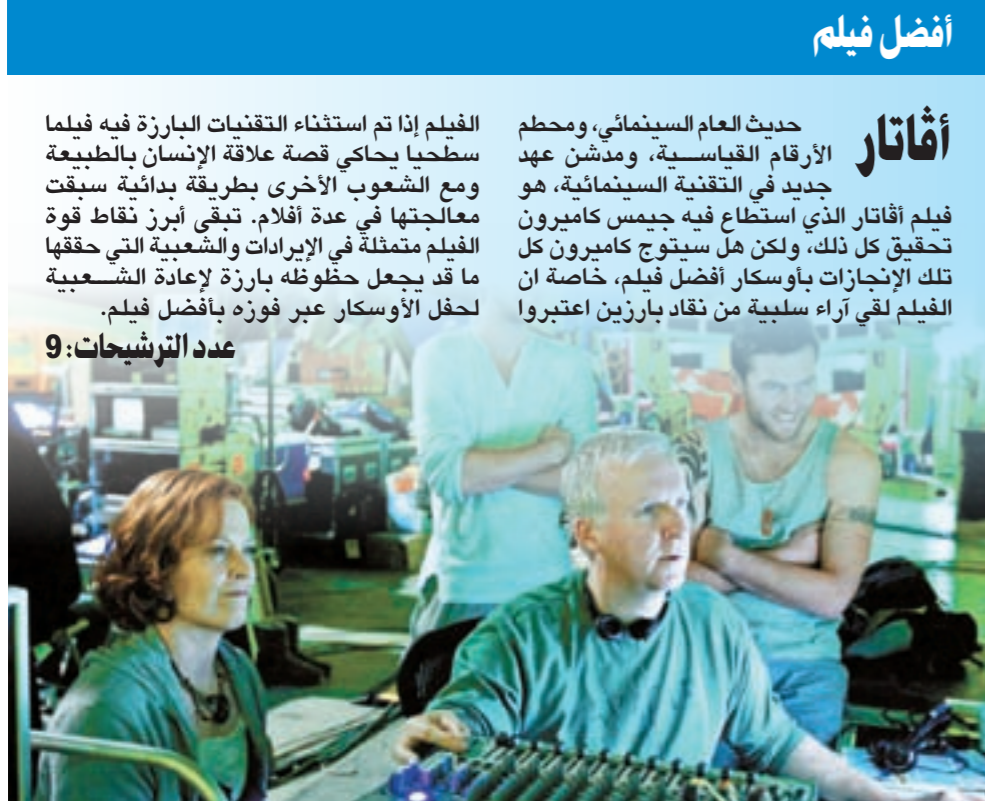 أفضل فيلم
أڤاتار
حديث العام السينمائي، ومحطم
الأرقام القياســـية، ومدشن عهد
جديد في التقنية السينمائية، هو
فيلم أڤاتار الذي استطاع فيه جيمس كاميرون
تحقيق كل ذلك، ولكن هل سيتوج كاميرون كل
تلك الإنجازات بأوسكار أفضل فيلم، خاصة ان
الفيلم لقي آراء سلبية من نقاد بارزين اعتبروا
الفيلم إذا تم استثناء التقنيات البارزة فيه فيلما
سطحيا يحاكي قصة علاقة الإنسان بالطبيعة
ومع الشعوب الأخرى بطريقة بدائية سبقت
معالجتها في عدة أفلام. تبقى أبرز نقاط قوة
الفيلم متمثلة في الإيرادات والشعبية التي حققها
ما قد يجعل حظوظه بارزة لإعادة الشـــعبية
لحفل الأوسكار عبر فوزه بأفضل فيلم.
عدد الترشيحات: 9